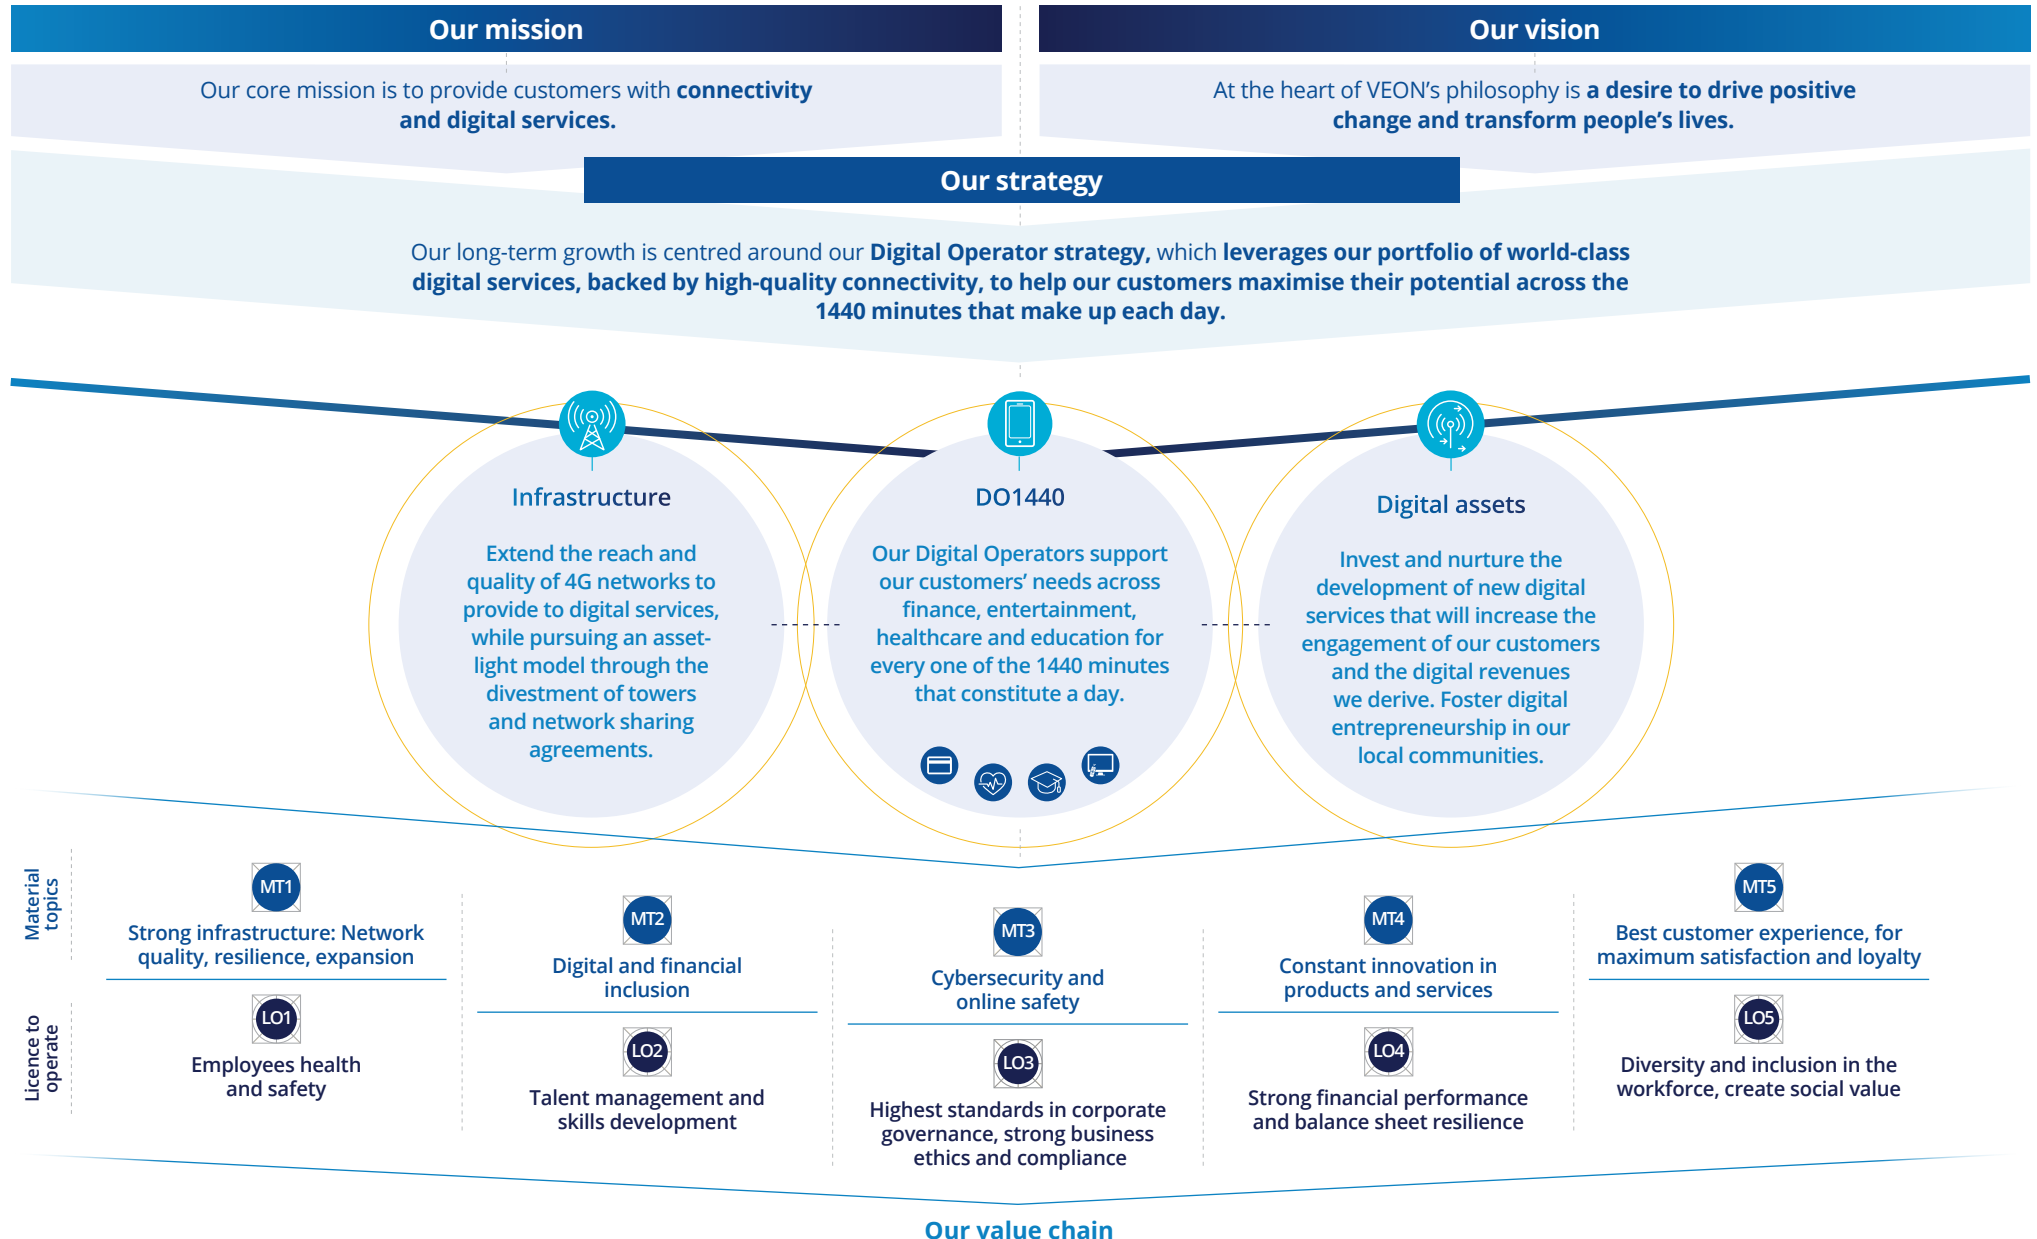 Our mission
Our core mission is to provide customers with connectivity
and digital services.
Our vision
At the heart of VEON’s philosophy is a desire to drive positive
change and transform people’s lives.
Our strategy
Our long-term growth is centred around our Digital Operator strategy, which leverages our portfolio of world-class
digital services, backed by high-quality connectivity, to help our customers maximise their potential across the
1440 minutes that make up each day.
Infrastructure
Extend the reach and
quality of 4G networks to
provide to digital services,
while pursuing an asset-
light model through the
divestment of towers
and network sharing
agreements.
DO1440
Our Digital Operators support
our customers’ needs across
finance, entertainment,
healthcare and education for
every one of the 1440 minutes
that constitute a day.
Digital assets
Invest and nurture the
development of new digital
services that will increase the
engagement of our customers
and the digital revenues
we derive. Foster digital
entrepreneurship in our
local communities.
Material
topics
MT1
Strong infrastructure: Network
quality, resilience, expansion
MT2
Digital and financial
inclusion
MT3
Cybersecurity and
online safety
MT4
Constant innovation in
products and services
MT5
Best customer experience, for
maximum satisfaction and loyalty
Licence to
operate
LO1
Employees health
and safety
LO2
Talent management and
skills development
LO3
Highest standards in corporate
governance, strong business
ethics and compliance
LO4
Strong financial performance
and balance sheet resilience
LO5
Diversity and inclusion in the
workforce, create social value
Our value chain